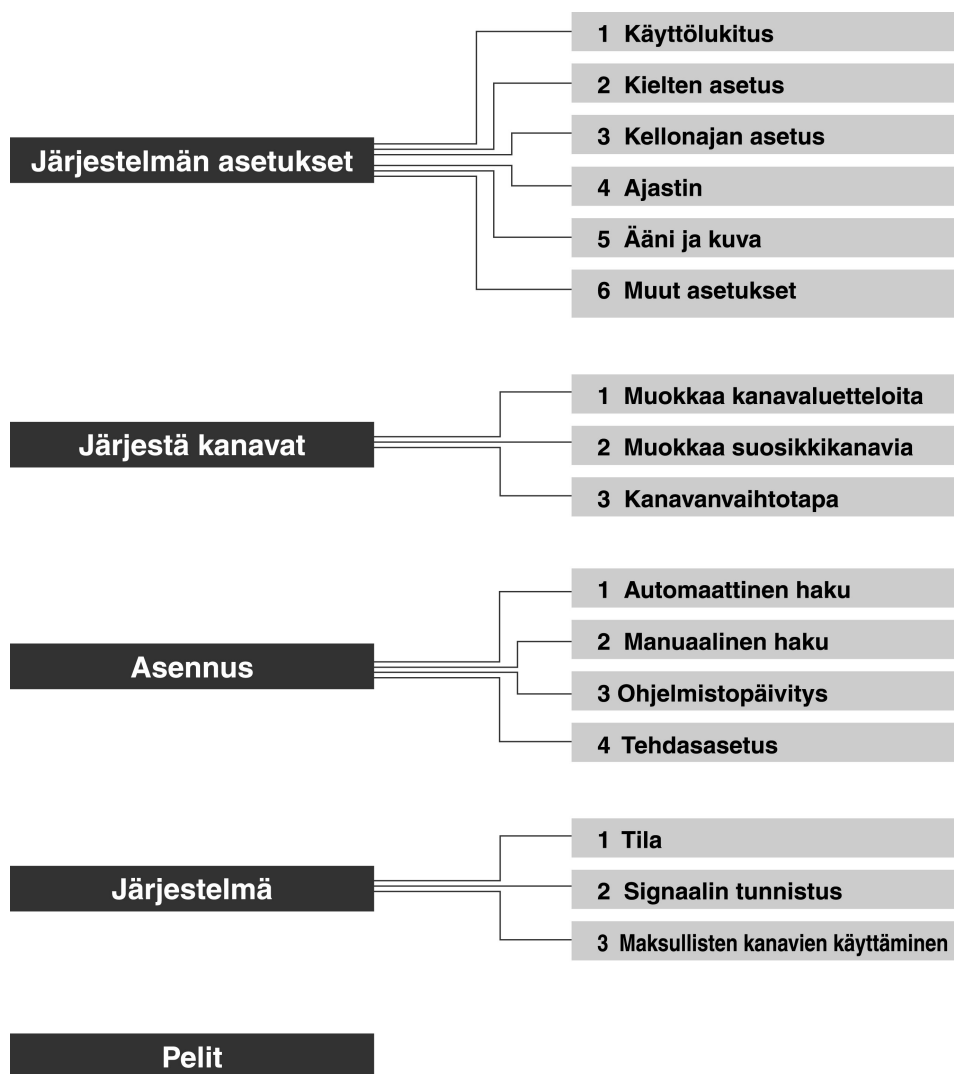 Järjestelmän asetukset
1 Käyttölukitus
2 Kielten asetus
3 Kellonajan asetus
4 Ajastin
5 Ääni ja kuva
6 Muut asetukset
Järjestä kanavat
1 Muokkaa kanavaluetteloita
2 Muokkaa suosikkikanavia
3 Kanavanvaihtotapa
Asennus
1 Automaattinen haku
2 Manuaalinen haku
3 Ohjelmistopäivitys
4 Tehdasasetus
Järjestelmä
1 Tila
2 Signaalin tunnistus
3 Maksullisten kanavien käyttäminen
Pelit